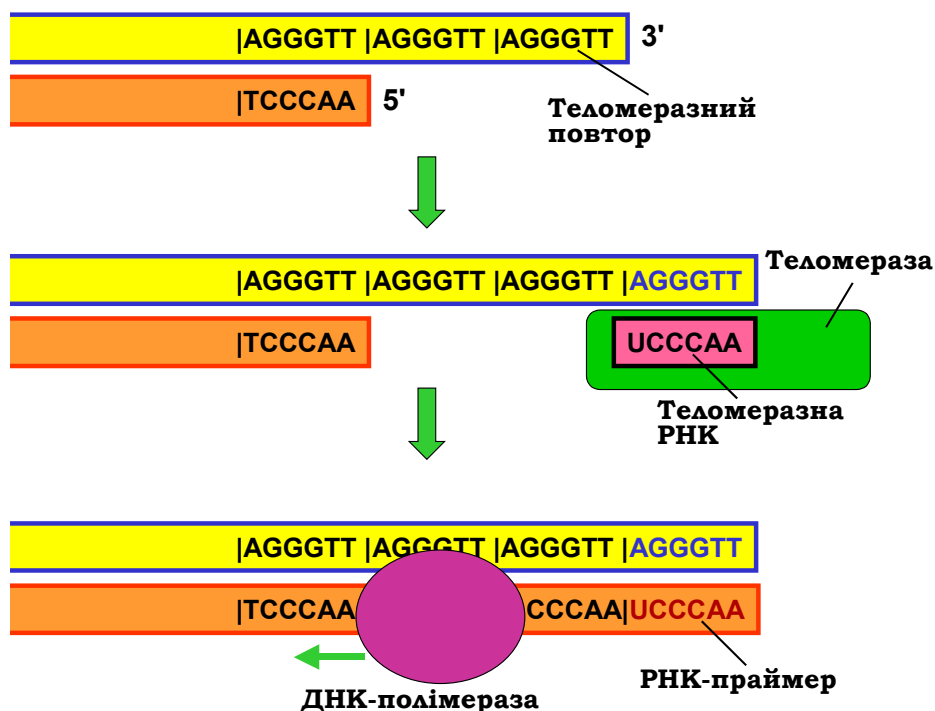 |AGGGTT |AGGGTT |AGGGTT 3'
|TCCCAA 5'
Теломеразний
повтор
|AGGGTT |AGGGTT |AGGGTT |AGGGTT
Теломераза
|TCCCAA
UCCCAA
Теломеразна
РНК
|AGGGTT |AGGGTT |AGGGTT |AGGGTT
|TCCCAA CCCAA|UCCCAA
РНК-праймер
ДНК-полімераза